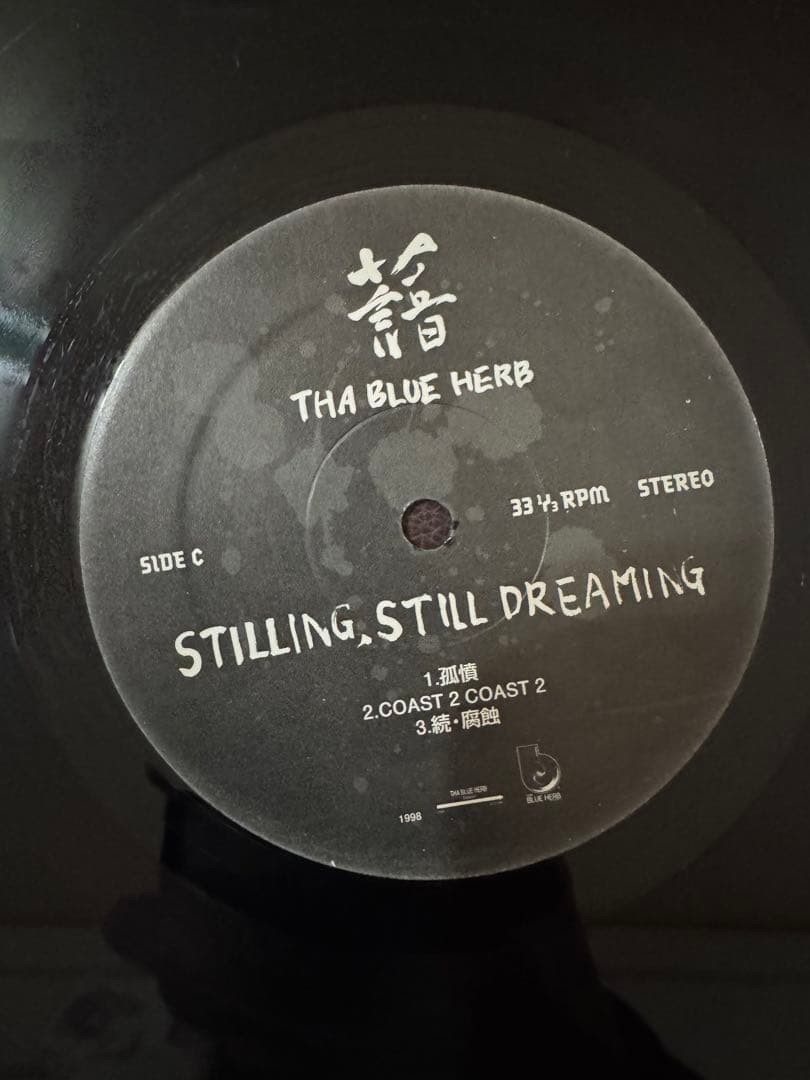 THA BLUE HERB
33 1/3 RPM STEREO
SIDE C
STILLING, STILL DREAMING
1.孤憤
2.COAST 2 COAST 2
3.続・腐蝕
1998
THA BLUE HERB
BLUE HERB